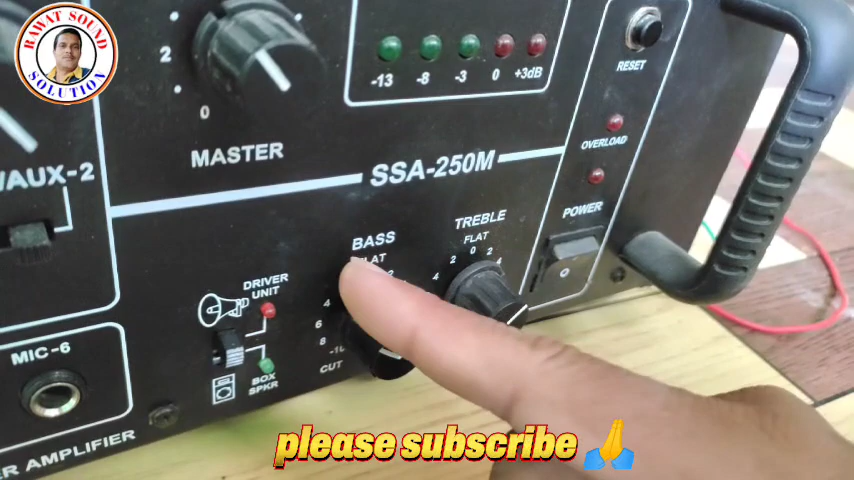 RAWAT SOUND
SOLUTION
2
0
MASTER
-13 -8 -3 0 +3dB
RESET
OVERLOAD
POWER
/AUX-2
SSA-250M
BASS
TREBLE
FLAT
4 2 0 2 4
DRIVER
UNIT
4
6
8
-10
CUT
BOX
SPKR
MIC-6
ER AMPLIFIER
please subscribe 🙏